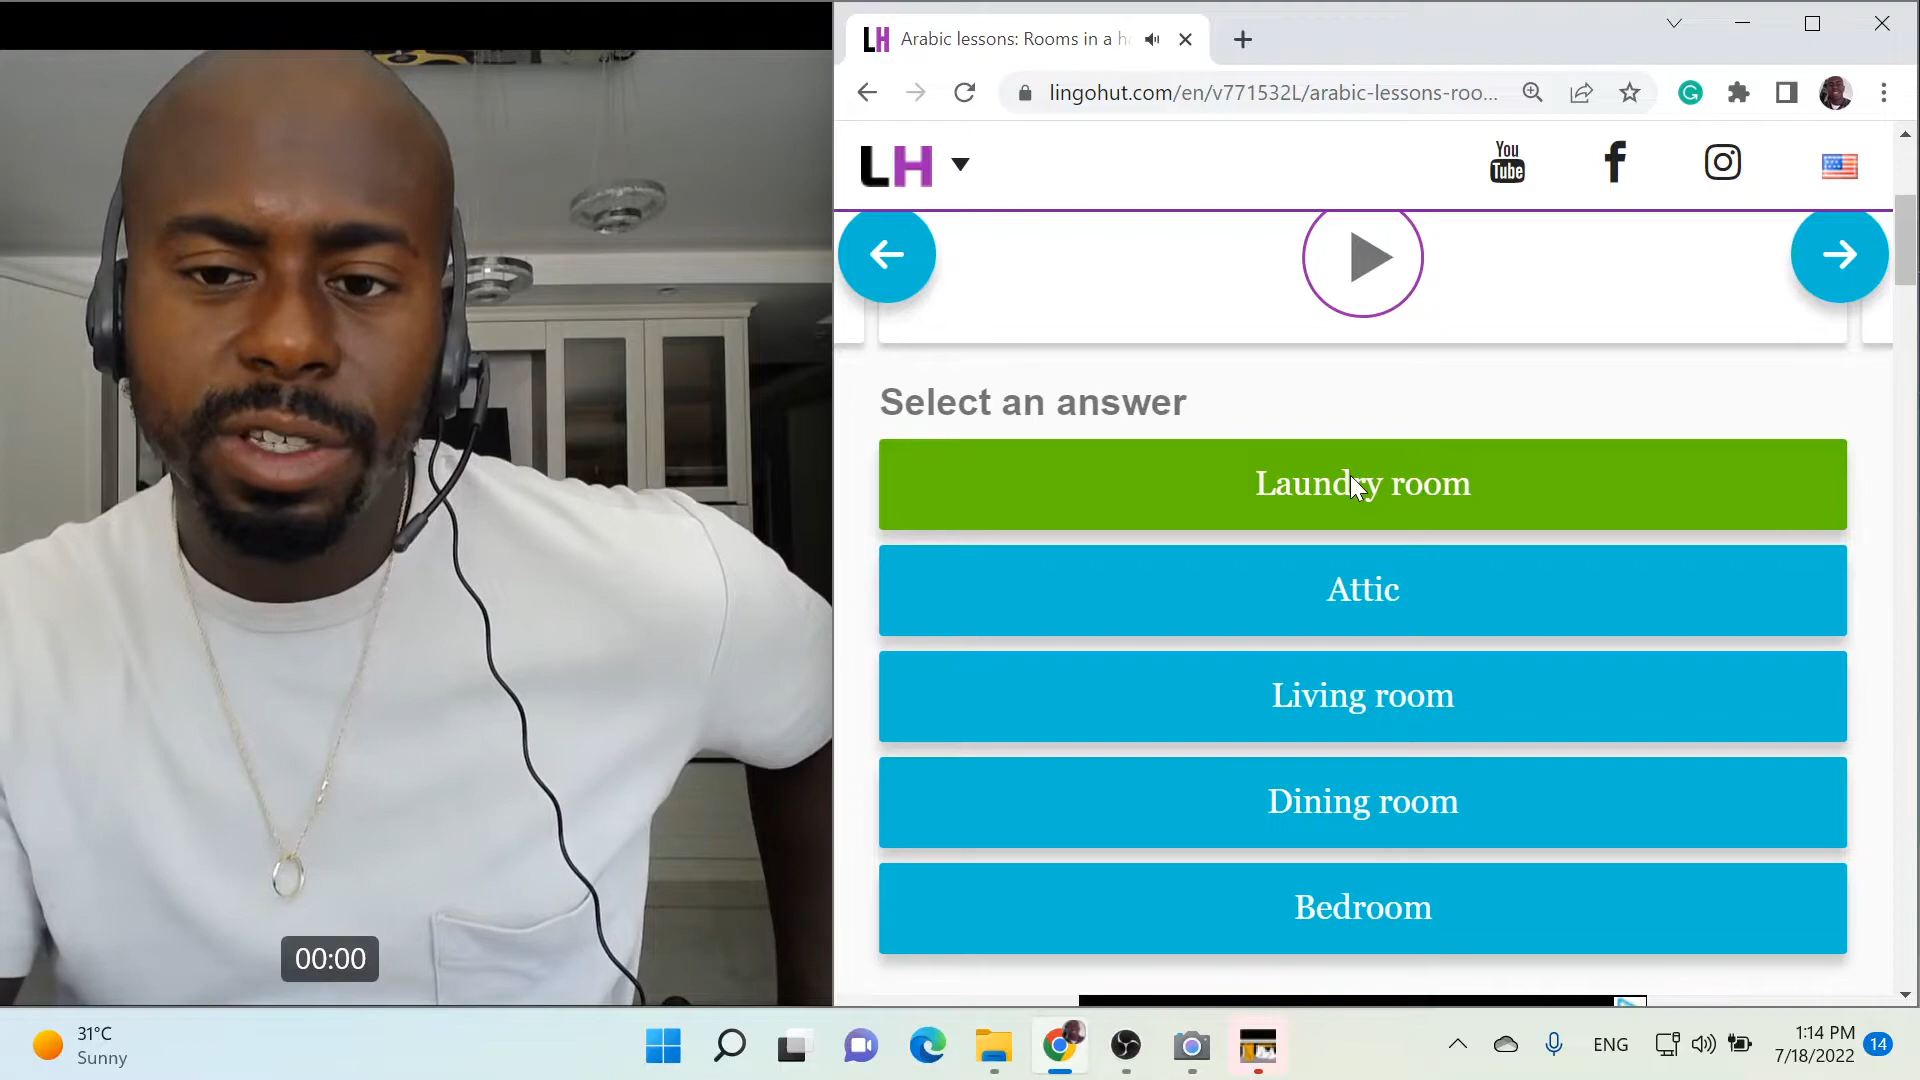 LH Arabic lessons: Rooms in a h
lingohut.com/en/v771532L/arabic-lessons-roo...
LH
You
Tube
Select an answer
Laundry room
Attic
Living room
Dining room
Bedroom
00:00
31°C
Sunny
ENG
1:14 PM
7/18/2022
14